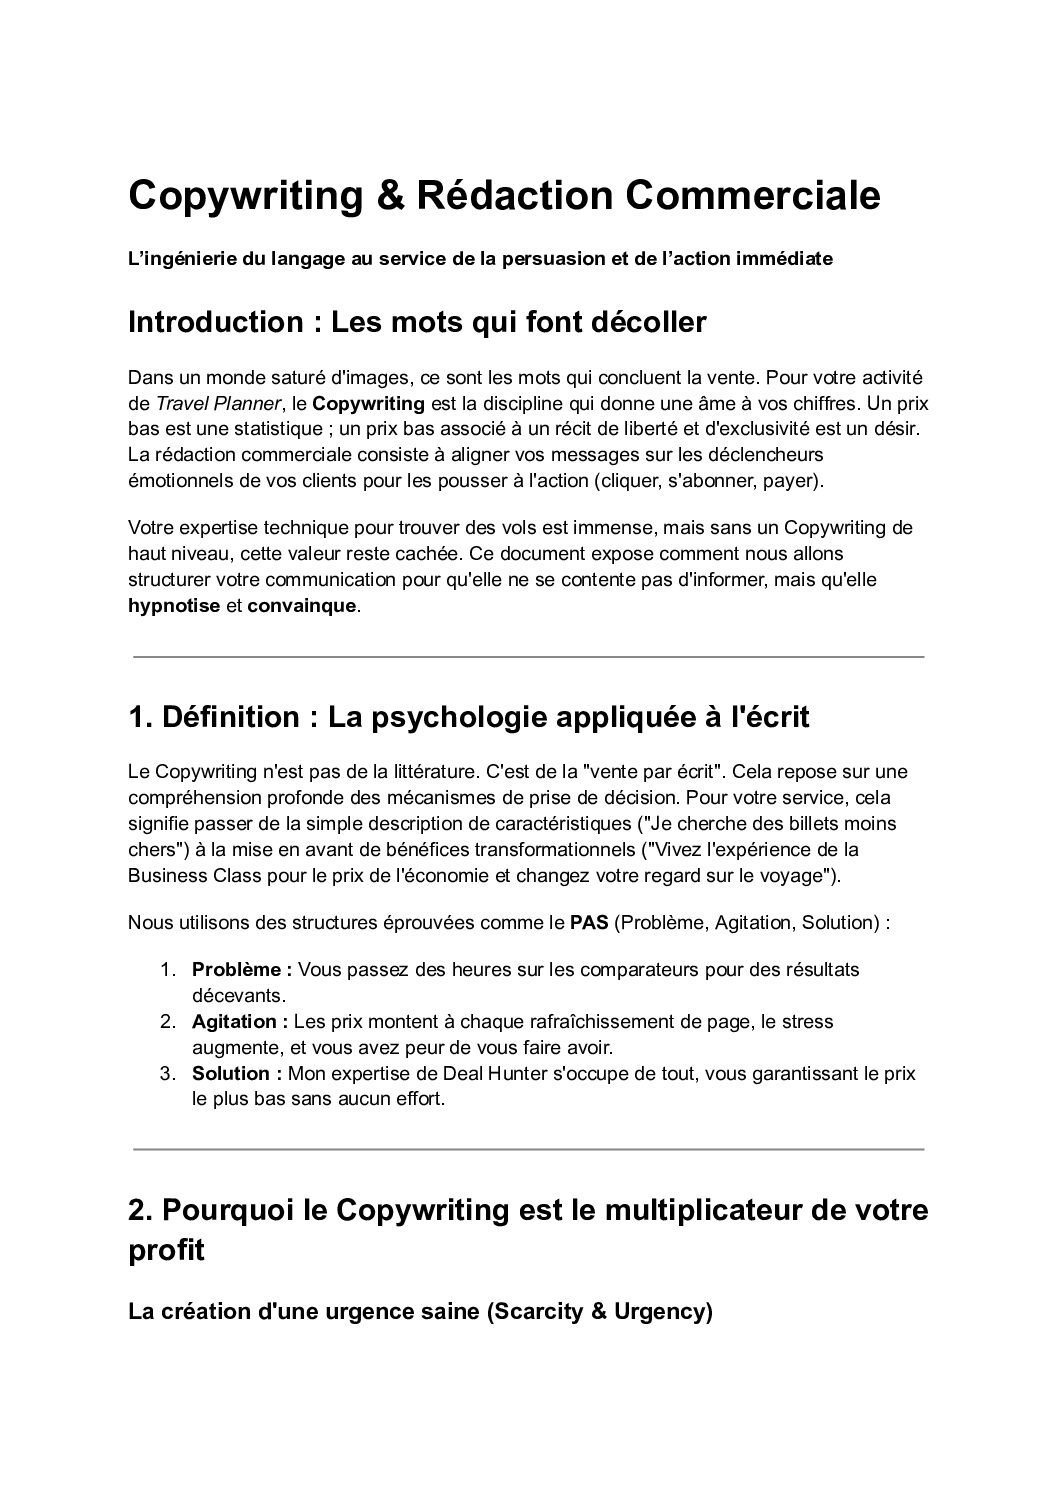 Copywriting & Rédaction Commerciale
L’ingénierie du langage au service de la persuasion et de l’action immédiate
Introduction : Les mots qui font décoller
Dans un monde saturé d'images, ce sont les mots qui concluent la vente. Pour votre activité
de Travel Planner, le Copywriting est la discipline qui donne une âme à vos chiffres. Un prix
bas est une statistique ; un prix bas associé à un récit de liberté et d'exclusivité est un désir.
La rédaction commerciale consiste à aligner vos messages sur les déclencheurs
émotionnels de vos clients pour les pousser à l'action (cliquer, s'abonner, payer).
Votre expertise technique pour trouver des vols est immense, mais sans un Copywriting de
haut niveau, cette valeur reste cachée. Ce document expose comment nous allons
structurer votre communication pour qu'elle ne se contente pas d'informer, mais qu'elle
hypnotise et convainque.
1. Définition : La psychologie appliquée à l'écrit
Le Copywriting n'est pas de la littérature. C'est de la "vente par écrit". Cela repose sur une
compréhension profonde des mécanismes de prise de décision. Pour votre service, cela
signifie passer de la simple description de caractéristiques ("Je cherche des billets moins
chers") à la mise en avant de bénéfices transformationnels ("Vivez l'expérience de la
Business Class pour le prix de l'économie et changez votre regard sur le voyage").
Nous utilisons des structures éprouvées comme le PAS (Problème, Agitation, Solution) :
1. Problème : Vous passez des heures sur les comparateurs pour des résultats
décevants.
2. Agitation : Les prix montent à chaque rafraîchissement de page, le stress
augmente, et vous avez peur de vous faire avoir.
3. Solution : Mon expertise de Deal Hunter s'occupe de tout, vous garantissant le prix
le plus bas sans aucun effort.
2. Pourquoi le Copywriting est le multiplicateur de votre
profit
La création d'une urgence saine (Scarcity & Urgency)